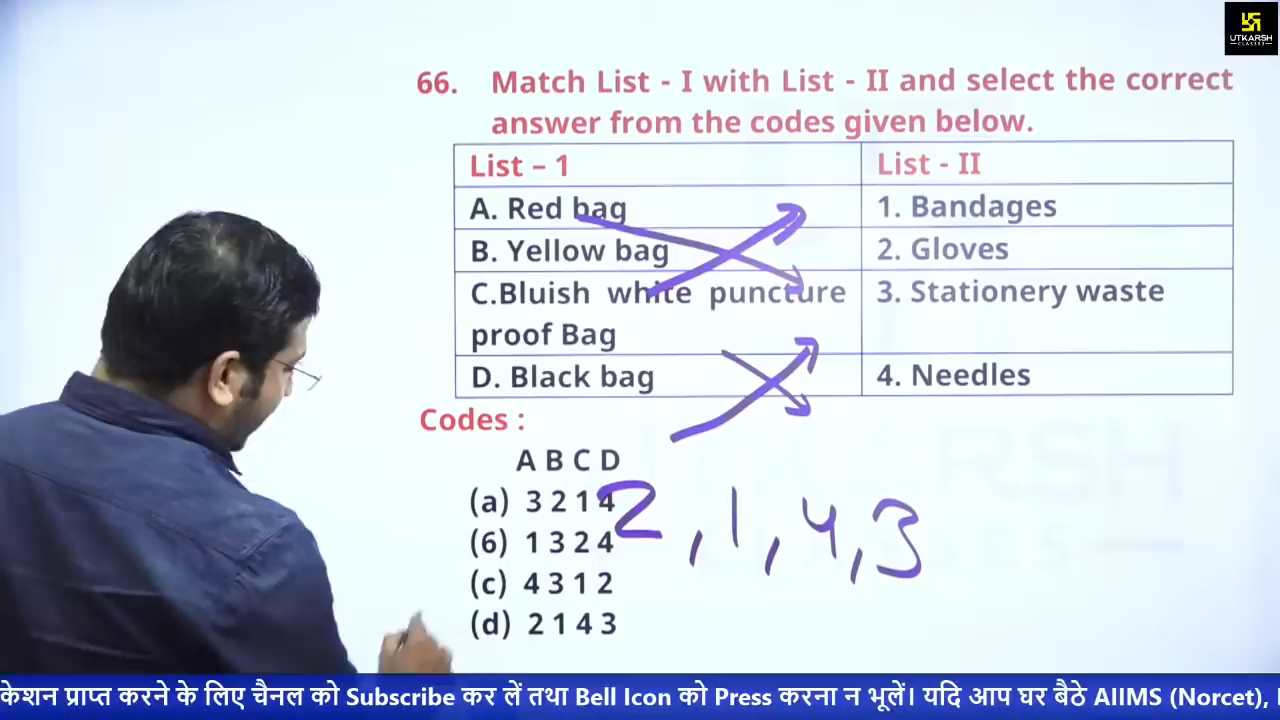 UTKARSH
CLASSES
66. Match List - I with List - II and select the correct
answer from the codes given below.
List – 1 List - II
A. Red bag 1. Bandages
B. Yellow bag 2. Gloves
C.Bluish white puncture 3. Stationery waste
proof Bag
D. Black bag 4. Needles
Codes :
A B C D
(a) 3 2 1 4
(6) 1 3 2 4
(c) 4 3 1 2
(d) 2 1 4 3
2, 1, 4, 3
केशन प्राप्त करने के लिए चैनल को Subscribe कर लें तथा Bell Icon को Press करना न भूलें। यदि आप घर बैठे AIIMS (Norcet),